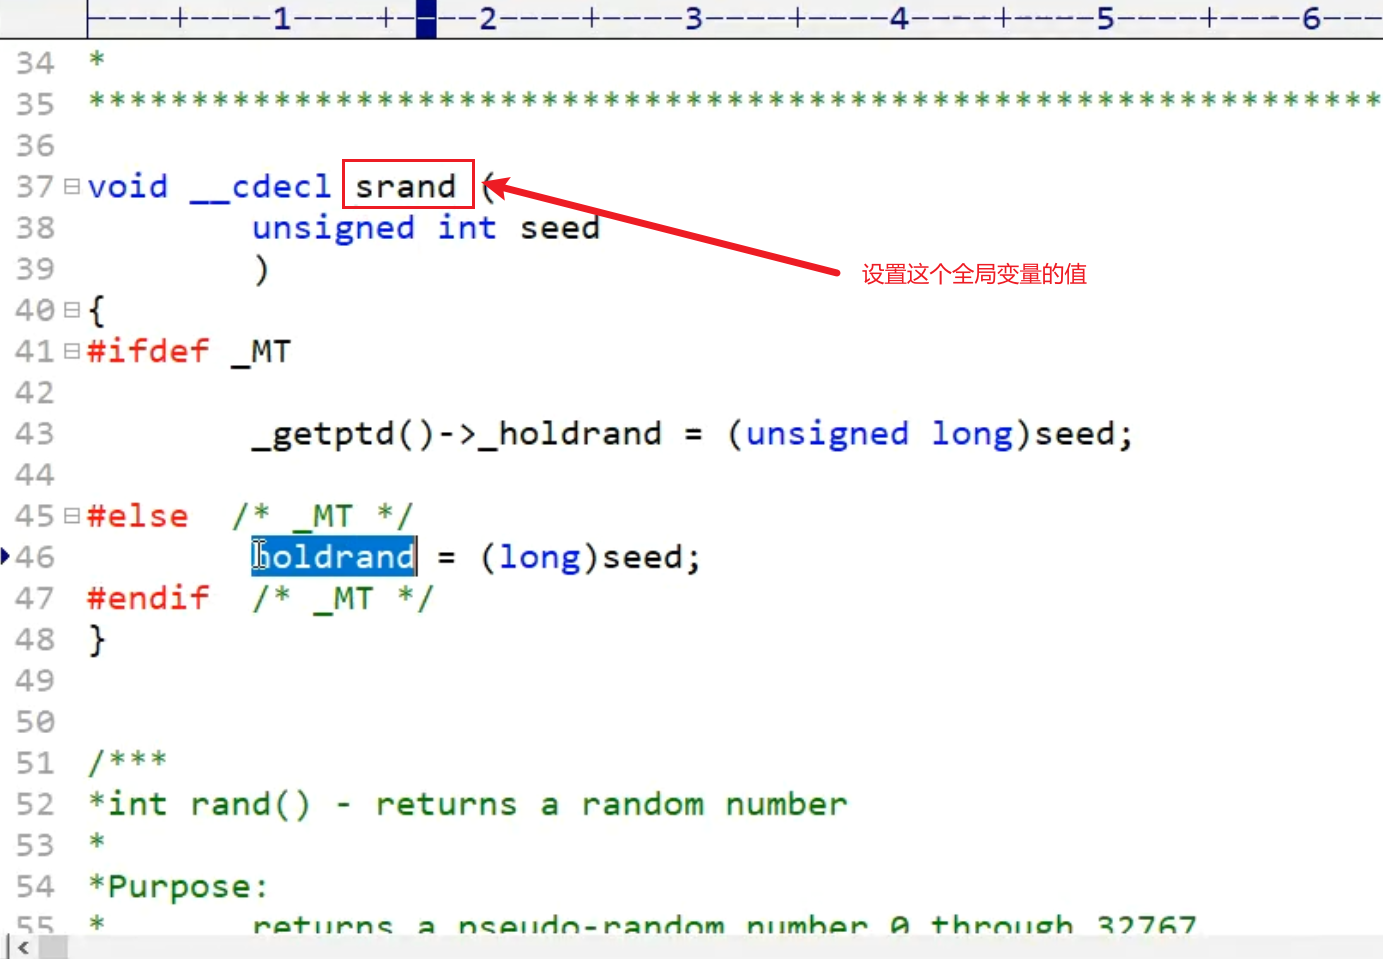 1 2 3 4 5 6
34 *
35 ***************************************************************
36
37 void __cdecl srand (
38 unsigned int seed
39 )
设置这个全局变量的值
40 {
41 #ifdef _MT
42
43 _getptd()->_holdrand = (unsigned long)seed;
44
45 #else /* _MT */
46 holdrand = (long)seed;
47 #endif /* _MT */
48 }
49
50
51 /***
52 *int rand() - returns a random number
53 *
54 *Purpose:
55 * returns a pseudo-random number 0 through 32767